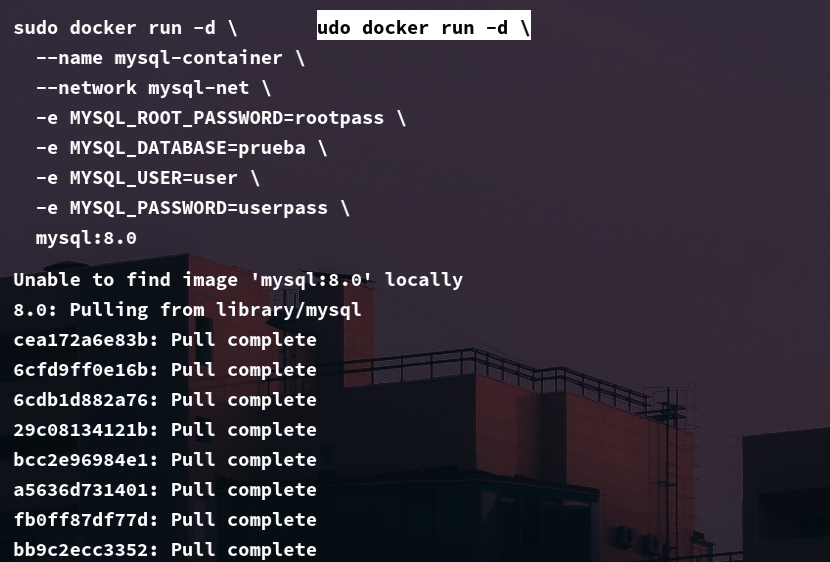 sudo docker run -d \ udo docker run -d \
--name mysql-container \
--network mysql-net \
-e MYSQL_ROOT_PASSWORD=rootpass \
-e MYSQL_DATABASE=prueba \
-e MYSQL_USER=user \
-e MYSQL_PASSWORD=userpass \
mysql:8.0
Unable to find image 'mysql:8.0' locally
8.0: Pulling from library/mysql
cea172a6e83b: Pull complete
6cfd9ff0e16b: Pull complete
6cdb1d882a76: Pull complete
29c08134121b: Pull complete
bcc2e96984e1: Pull complete
a5636d731401: Pull complete
fb0ff87df77d: Pull complete
bb9c2ecc3352: Pull complete